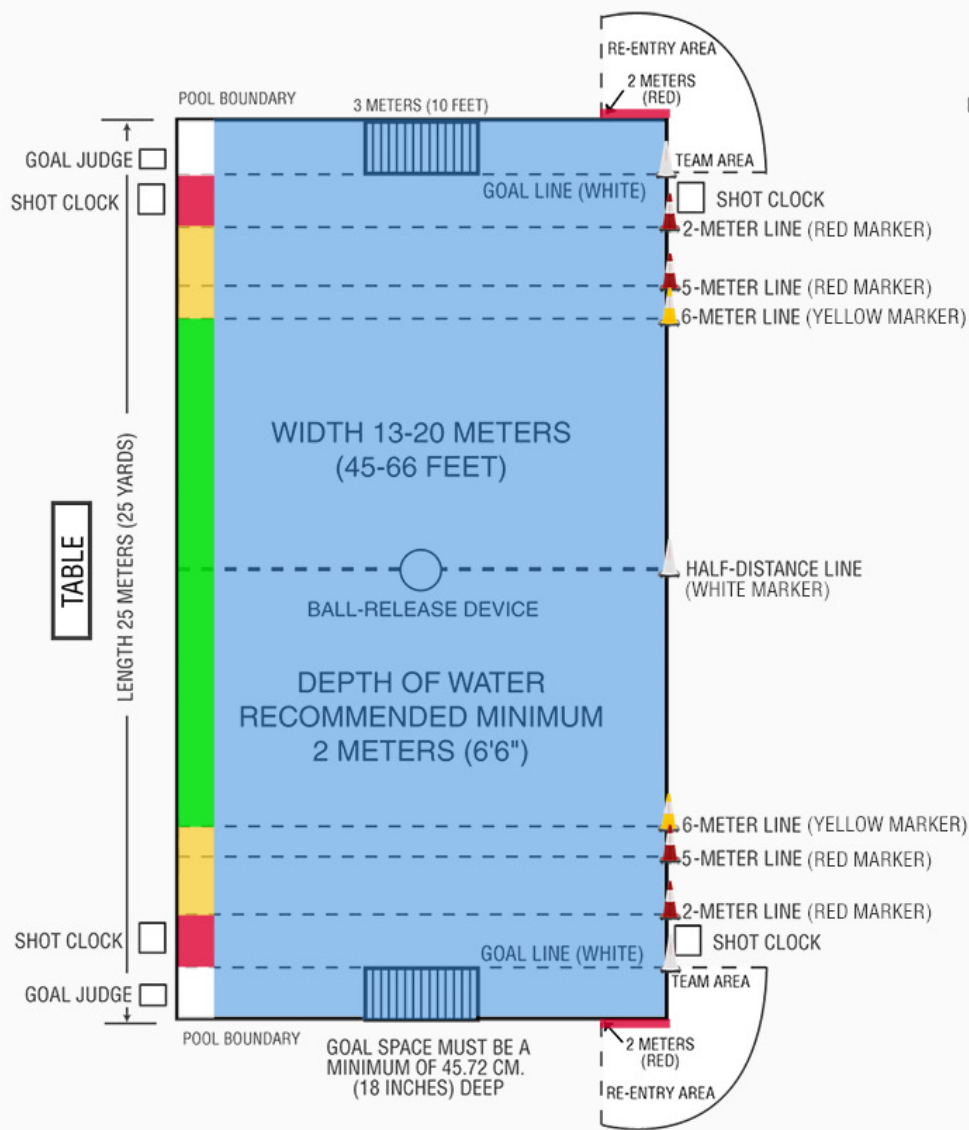 RE-ENTRY AREA
2 METERS
(RED)
POOL BOUNDARY
3 METERS (10 FEET)
GOAL JUDGE
TEAM AREA
GOAL LINE (WHITE)
SHOT CLOCK
SHOT CLOCK
2-METER LINE (RED MARKER)
5-METER LINE (RED MARKER)
6-METER LINE (YELLOW MARKER)
WIDTH 13-20 METERS
(45-66 FEET)
LENGTH 25 METERS (25 YARDS)
TABLE
HALF-DISTANCE LINE
(WHITE MARKER)
BALL-RELEASE DEVICE
DEPTH OF WATER
RECOMMENDED MINIMUM
2 METERS (6'6")
6-METER LINE (YELLOW MARKER)
5-METER LINE (RED MARKER)
2-METER LINE (RED MARKER)
SHOT CLOCK
SHOT CLOCK
GOAL LINE (WHITE)
TEAM AREA
GOAL JUDGE
POOL BOUNDARY
GOAL SPACE MUST BE A
MINIMUM OF 45.72 CM.
(18 INCHES) DEEP
2 METERS
(RED)
RE-ENTRY AREA